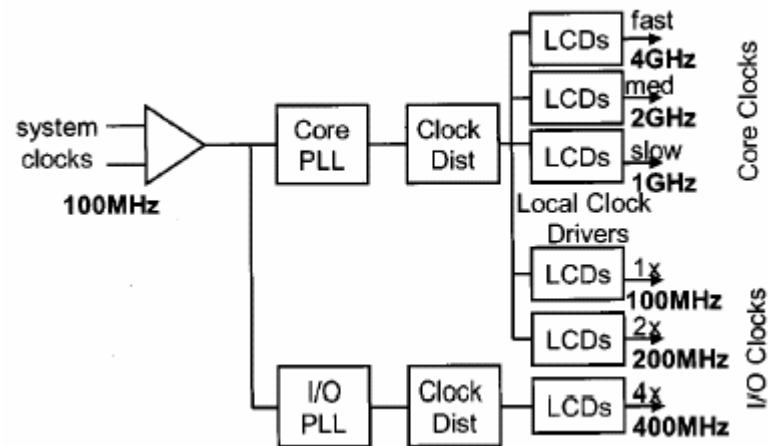 system
clocks
100MHz
Core
PLL
Clock
Dist
LCDs
fast
4GHz
LCDs
med
2GHz
LCDs
slow
1GHz
Core Clocks
Local Clock
Drivers
LCDs
1x
100MHz
LCDs
2x
200MHz
I/O
PLL
Clock
Dist
LCDs
4x
400MHz
I/O Clocks